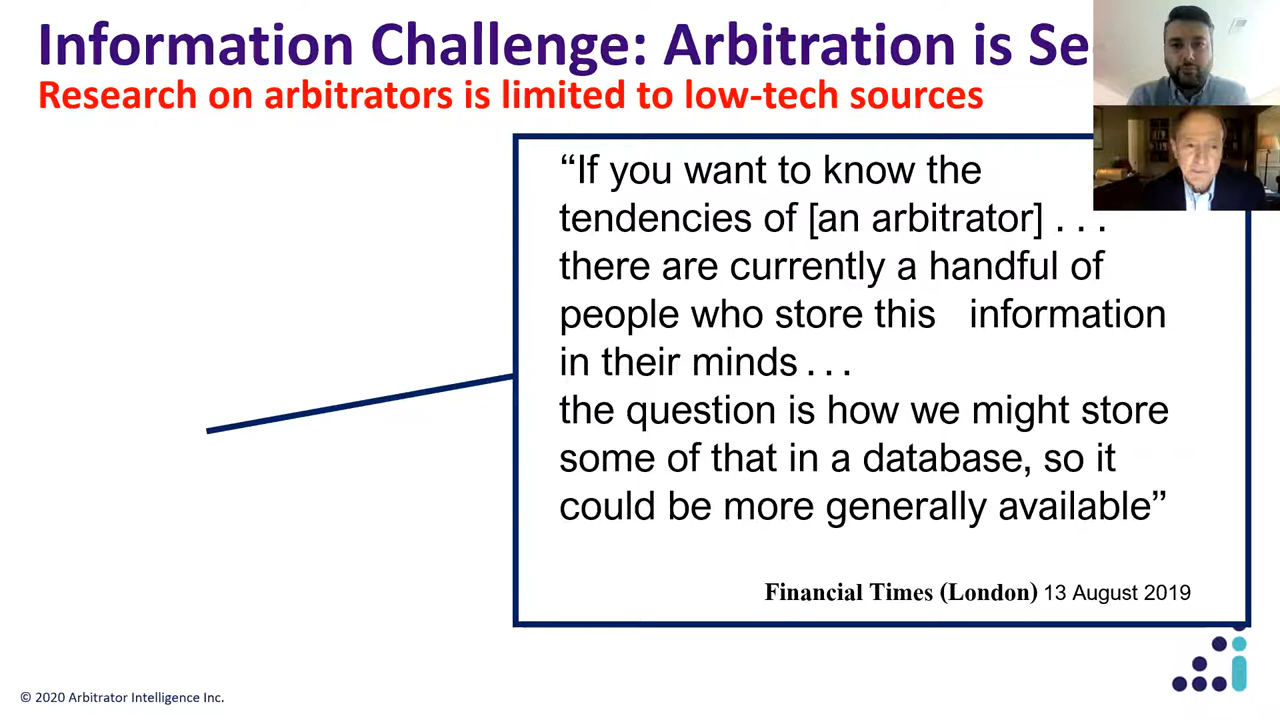 Information Challenge: Arbitration is Se
Research on arbitrators is limited to low-tech sources
“If you want to know the
tendencies of [an arbitrator] . . .
there are currently a handful of
people who store this information
in their minds . . .
the question is how we might store
some of that in a database, so it
could be more generally available”
Financial Times (London) 13 August 2019
© 2020 Arbitrator Intelligence Inc.